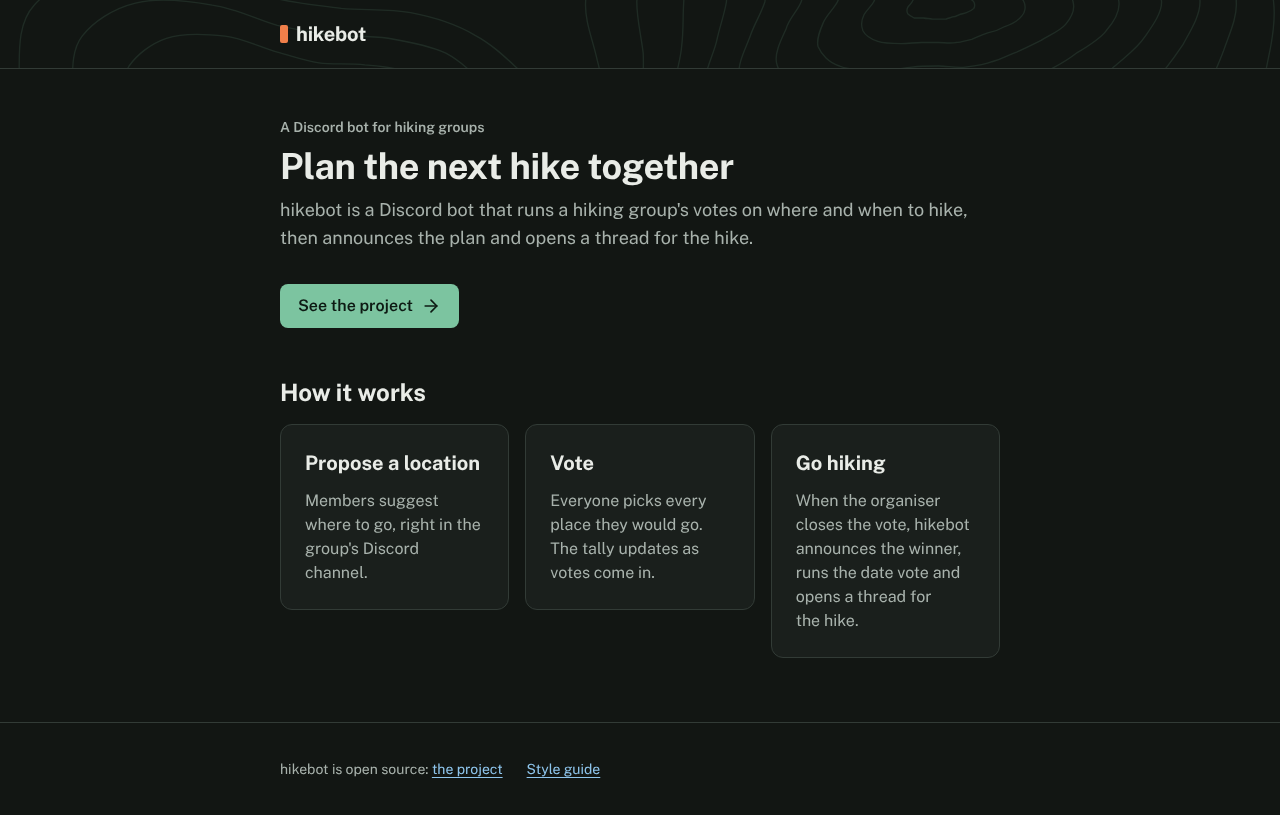 hikebot
A Discord bot for hiking groups
Plan the next hike together
hikebot is a Discord bot that runs a hiking group's votes on where and when to hike,
then announces the plan and opens a thread for the hike.
See the project
How it works
Propose a location
Members suggest
where to go, right in the
group's Discord
channel.
Vote
Everyone picks every
place they would go.
The tally updates as
votes come in.
Go hiking
When the organiser
closes the vote, hikebot
announces the winner,
runs the date vote and
opens a thread for
the hike.
hikebot is open source: the project Style guide